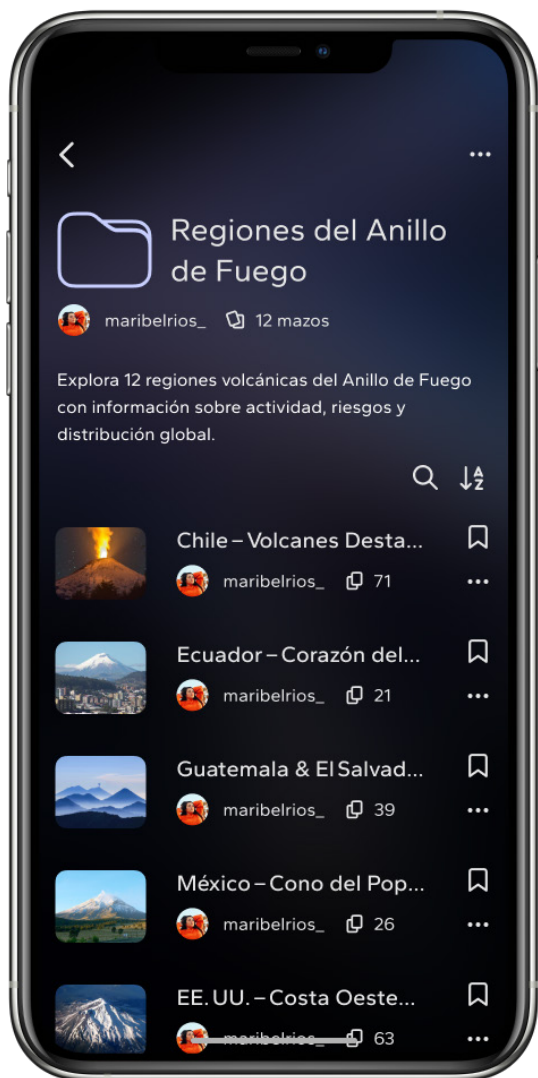 Regiones del Anillo
de Fuego
maribelrios_ 12 mazos
Explora 12 regiones volcánicas del Anillo de Fuego
con información sobre actividad, riesgos y
distribución global.
Chile – Volcanes Desta...
maribelrios_ 71
Ecuador – Corazón del...
maribelrios_ 21
Guatemala & El Salvad...
maribelrios_ 39
México – Cono del Pop...
maribelrios_ 26
EE. UU. – Costa Oeste...
maribelrios_ 63